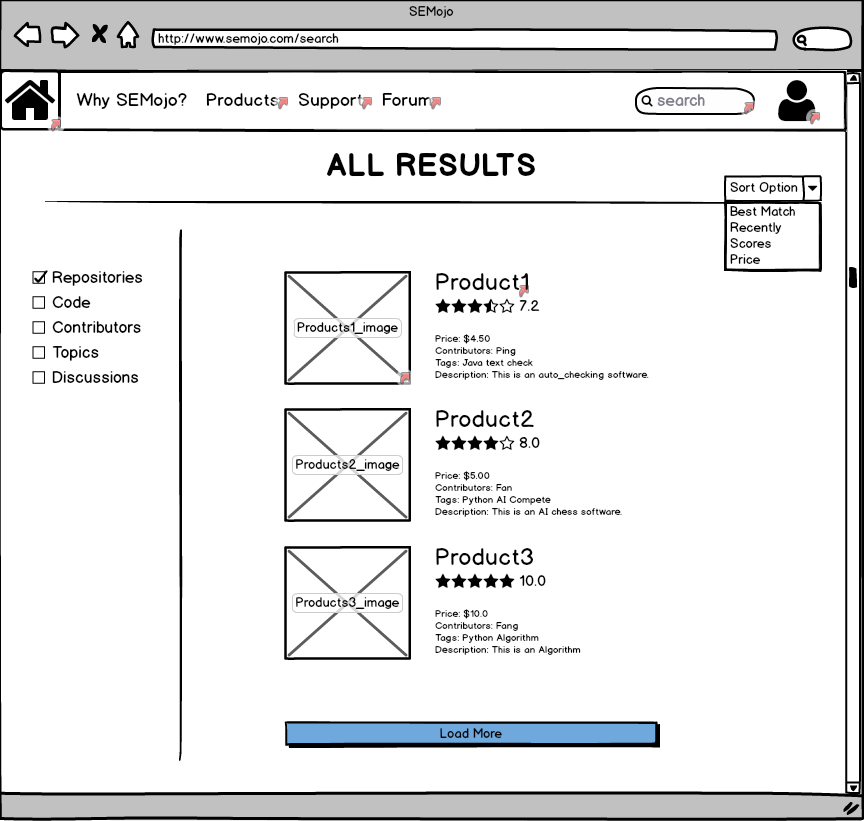 SEMojo
http://www.semojo.com/search
Why SEMojo? Products Support Forum search
ALL RESULTS
Sort Option
Best Match
Recently
Scores
Price
Repositories
Code
Contributors
Topics
Discussions
Products1_image
Product1
7.2
Price: $4.50
Contributors: Ping
Tags: Java text check
Description: This is an auto_checking software.
Products2_image
Product2
8.0
Price: $5.00
Contributors: Fan
Tags: Python AI Compete
Description: This is an AI chess software.
Products3_image
Product3
10.0
Price: $10.0
Contributors: Fang
Tags: Python Algorithm
Description: This is an Algorithm
Load More